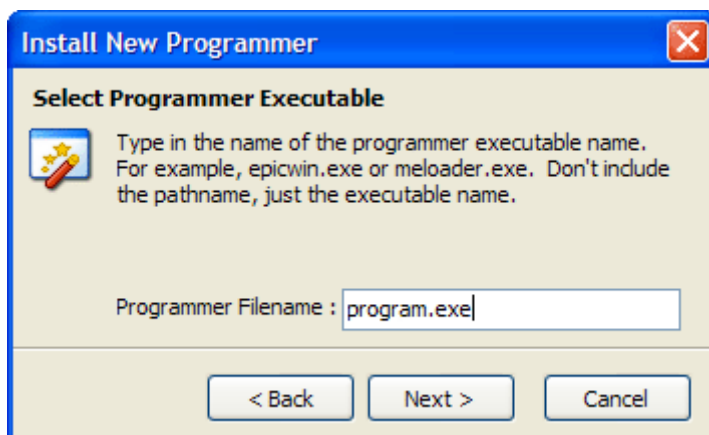 Install New Programmer
Select Programmer Executable
Type in the name of the programmer executable name.
For example, epicwin.exe or meloader.exe.  Don't include
the pathname, just the executable name.
Programmer Filename : program.exe
< Back Next > Cancel